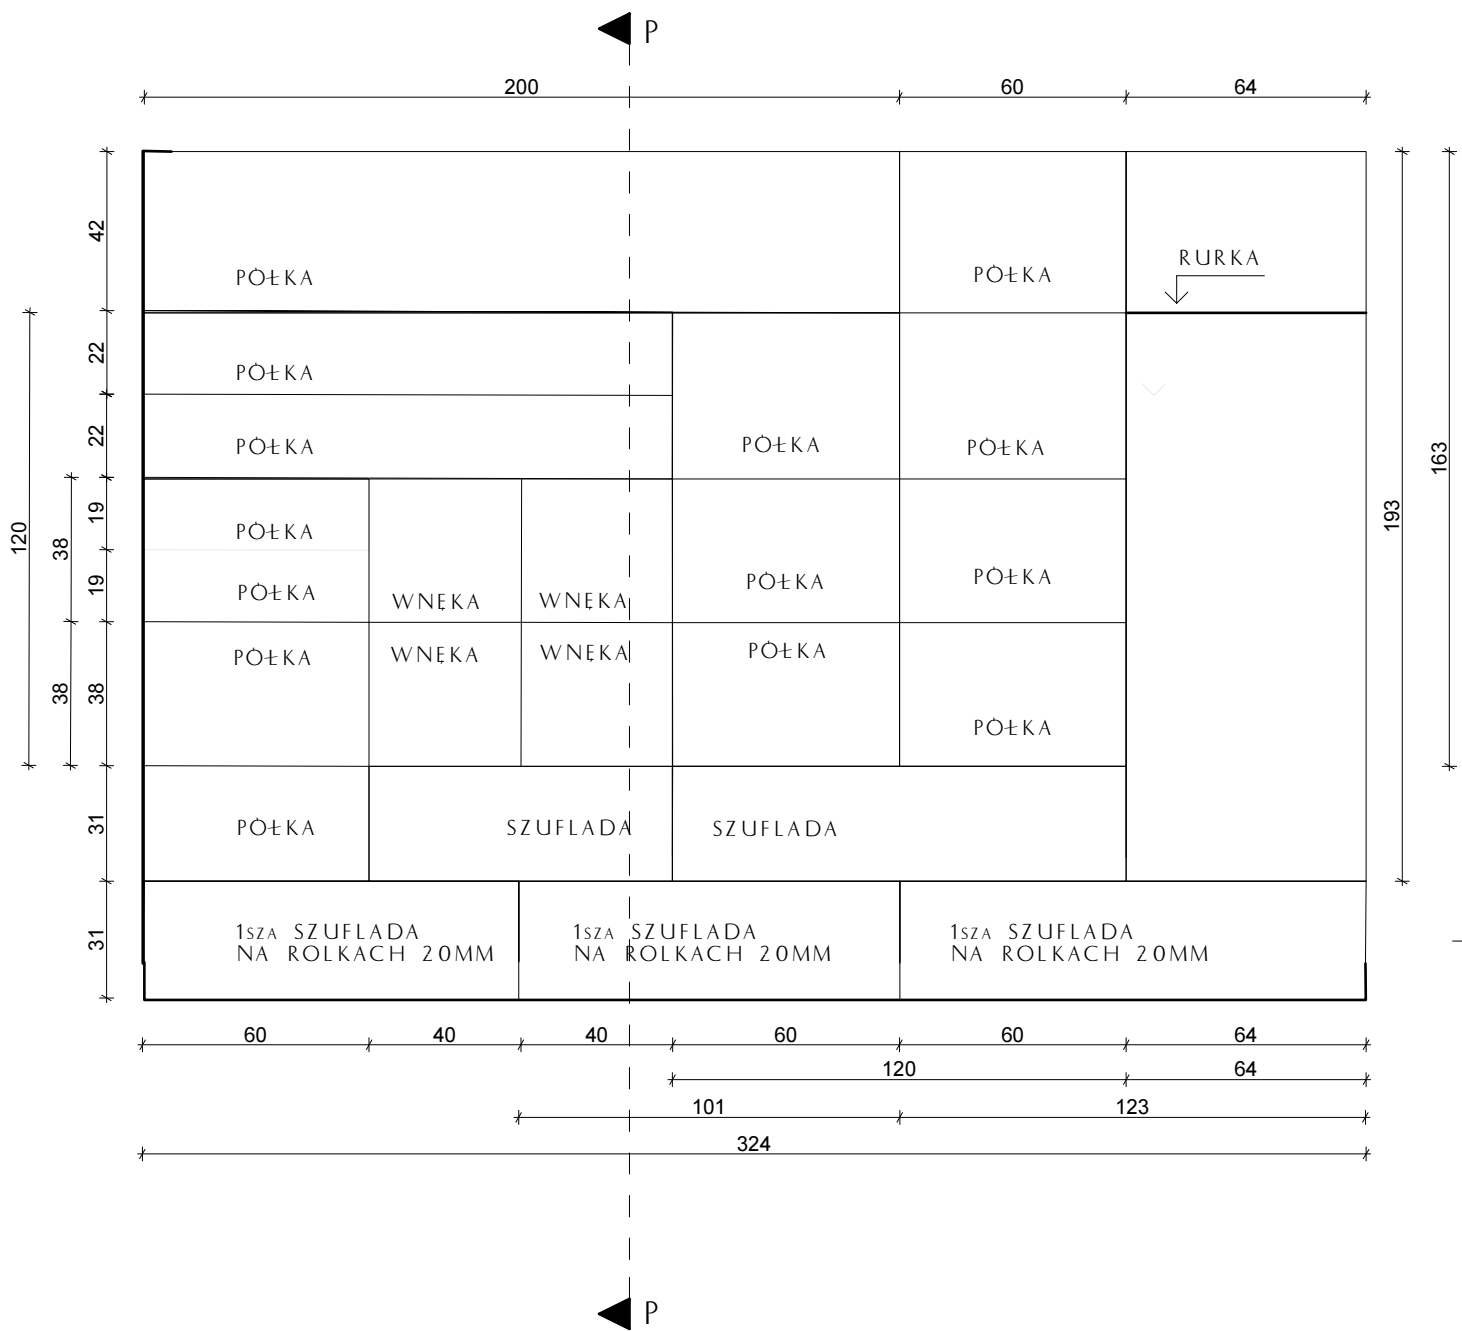 P
200 60 64
42
PÓŁKA PÓŁKA RURKA
22
PÓŁKA
22
PÓŁKA PÓŁKA PÓŁKA
163
120 38 19 193
PÓŁKA
19
PÓŁKA WNĘKA WNĘKA PÓŁKA PÓŁKA
PÓŁKA WNĘKA WNĘKA PÓŁKA
38 38
PÓŁKA
31
PÓŁKA SZUFLADA SZUFLADA
31
1SZA SZUFLADA 1SZA SZUFLADA 1SZA SZUFLADA
NA ROLKACH 20MM NA ROLKACH 20MM NA ROLKACH 20MM
60 40 40 60 60 64
120 64
101 123
324
P